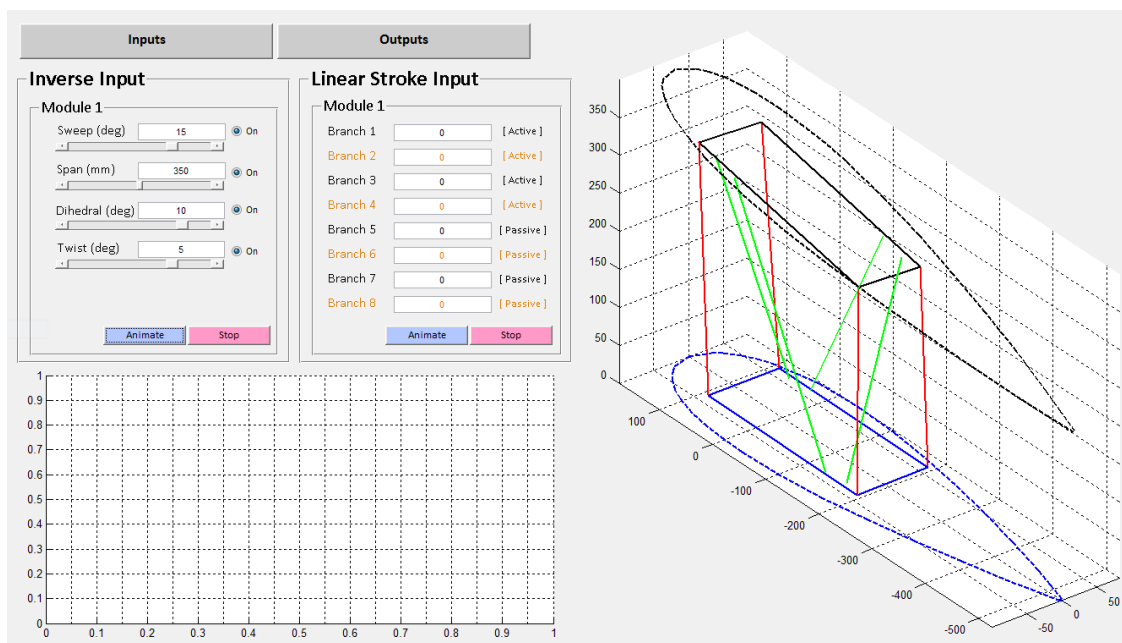 Inputs
Outputs
Inverse Input
Module 1
Sweep (deg) 15 On
Span (mm) 350 On
Dihedral (deg) 10 On
Twist (deg) 5 On
Animate Stop
Linear Stroke Input
Module 1
Branch 1 0 [ Active ]
Branch 2 0 [ Active ]
Branch 3 0 [ Active ]
Branch 4 0 [ Active ]
Branch 5 0 [ Passive ]
Branch 6 0 [ Passive ]
Branch 7 0 [ Passive ]
Branch 8 0 [ Passive ]
Animate Stop
1
0.9
0.8
0.7
0.6
0.5
0.4
0.3
0.2
0.1
0
0 0.1 0.2 0.3 0.4 0.5 0.6 0.7 0.8 0.9 1
350
300
250
200
150
100
50
0
100
0
-100
-200
-300
-400
-500
-50
0
50